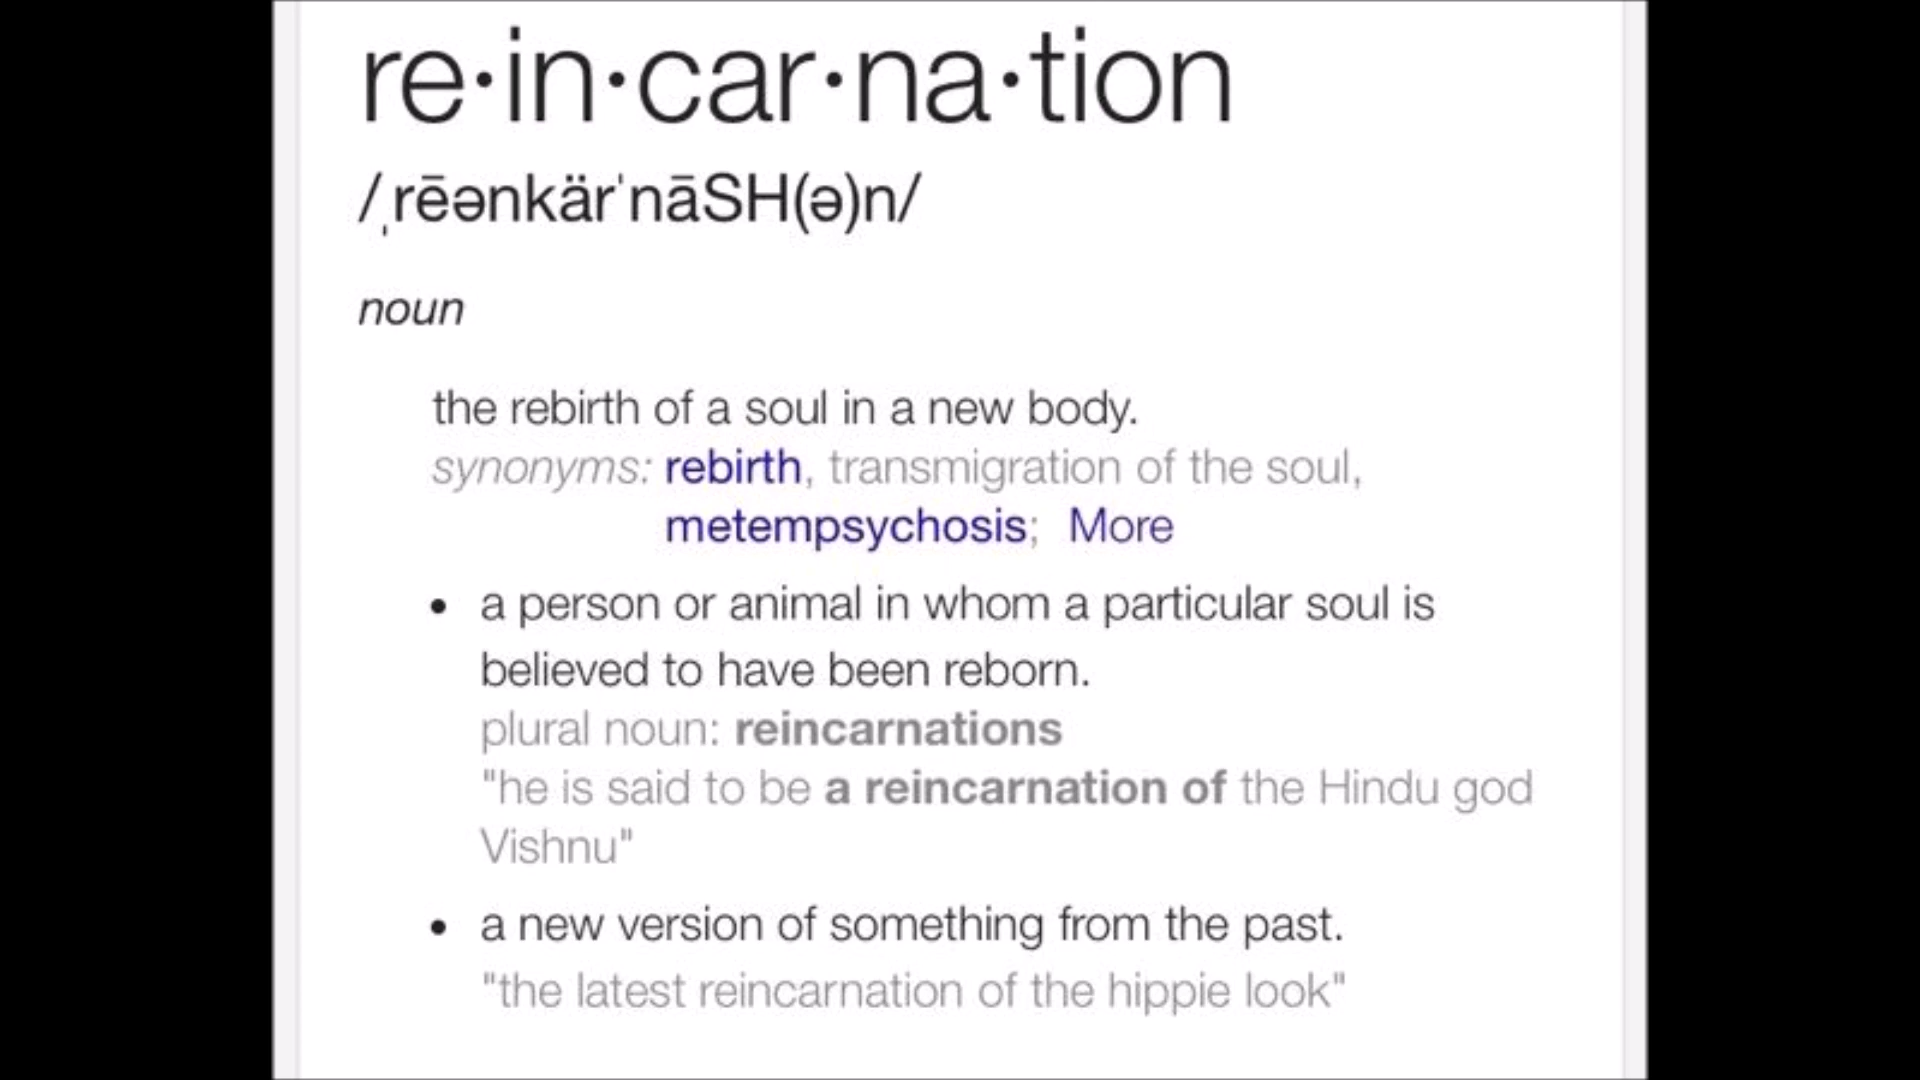 re·in·car·na·tion
/ˌrēənkärˈnāSH(ə)n/
noun
the rebirth of a soul in a new body.
synonyms: rebirth, transmigration of the soul,
metempsychosis; More
• a person or animal in whom a particular soul is
believed to have been reborn.
plural noun: reincarnations
"he is said to be a reincarnation of the Hindu god
Vishnu"
• a new version of something from the past.
"the latest reincarnation of the hippie look"